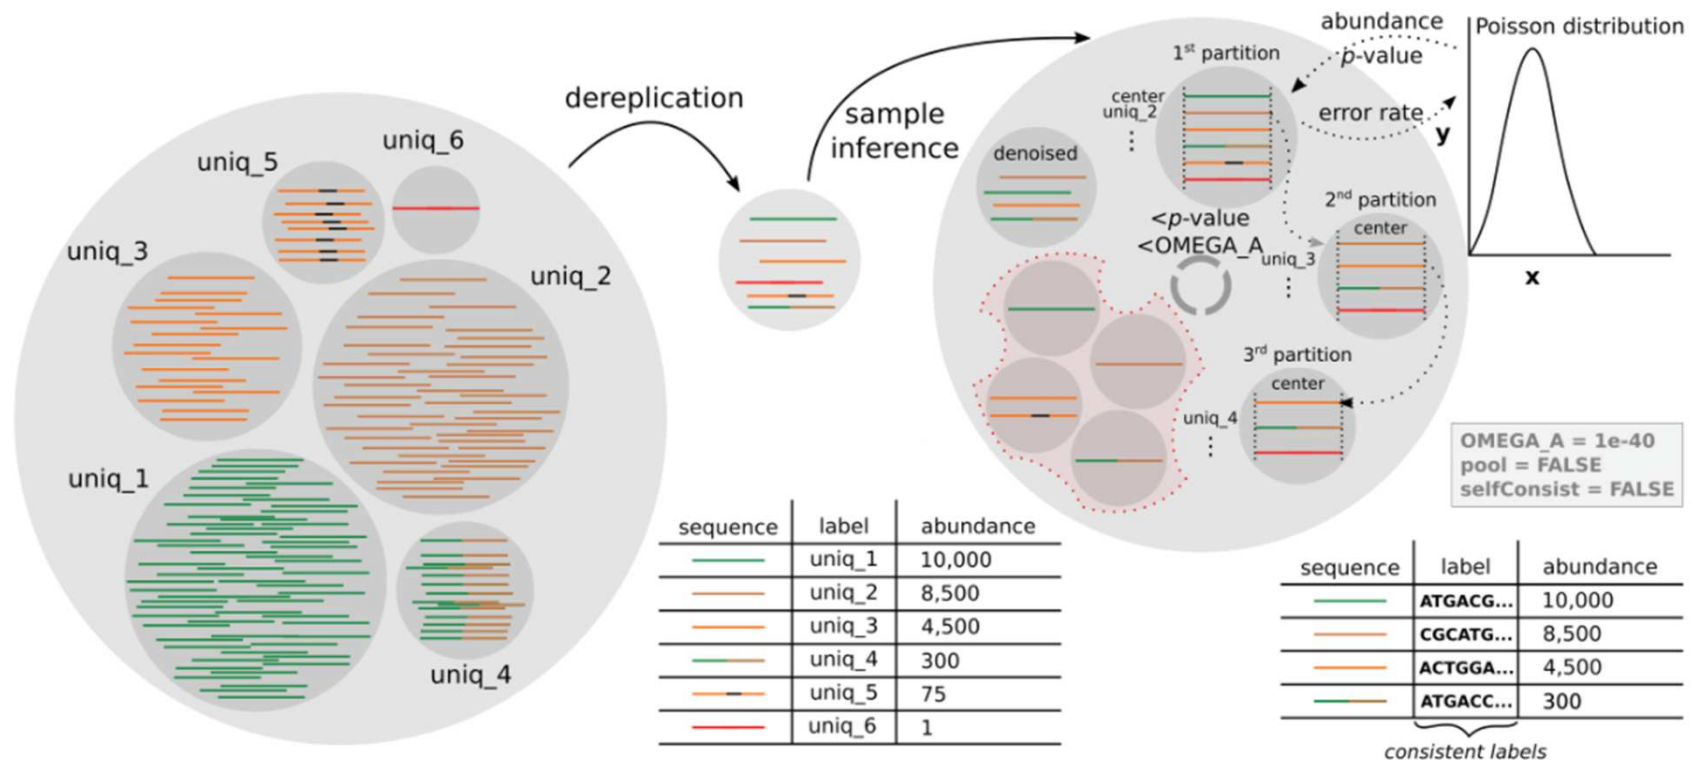 uniq_6
uniq_5
uniq_3
uniq_2
uniq_1
uniq_4
dereplication
sample
inference
denoised
1st partition
center
uniq_2
⋮
abundance
p-value
error rate
Poisson distribution
y
x
<p-value
<OMEGA_A
2nd partition
center
uniq_3
⋮
3rd partition
center
uniq_4
⋮
OMEGA_A = 1e-40
pool = FALSE
selfConsist = FALSE
sequence label abundance
uniq_1 10,000
uniq_2 8,500
uniq_3 4,500
uniq_4 300
uniq_5 75
uniq_6 1
sequence label abundance
ATGACG... 10,000
CGCATG... 8,500
ACTGGA... 4,500
ATGACC... 300
consistent labels